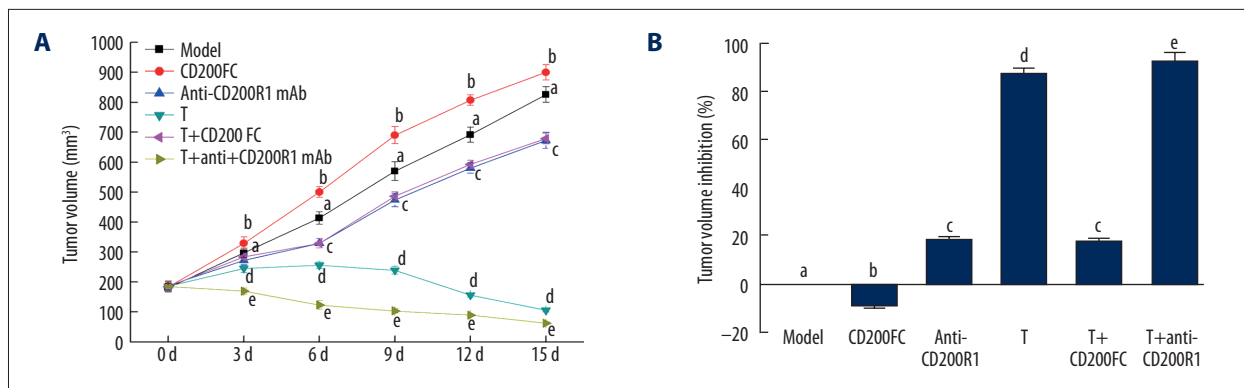 A
Tumor volume (mm³)
1000
900
800
700
600
500
400
300
200
100
0
Model
CD200FC
Anti-CD200R1 mAb
T
T+CD200 FC
T+anti+CD200R1 mAb
b
a
d
e
b
a
c
d
e
b
a
c
d
e
b
a
c
d
e
b
a
c
d
e
0 d 3 d 6 d 9 d 12 d 15 d
B
Tumor volume inhibition (%)
100
80
60
40
20
0
–20
a
b
c
d
c
e
Model
CD200FC
Anti-
CD200R1
T
T+
CD200FC
T+anti-
CD200R1